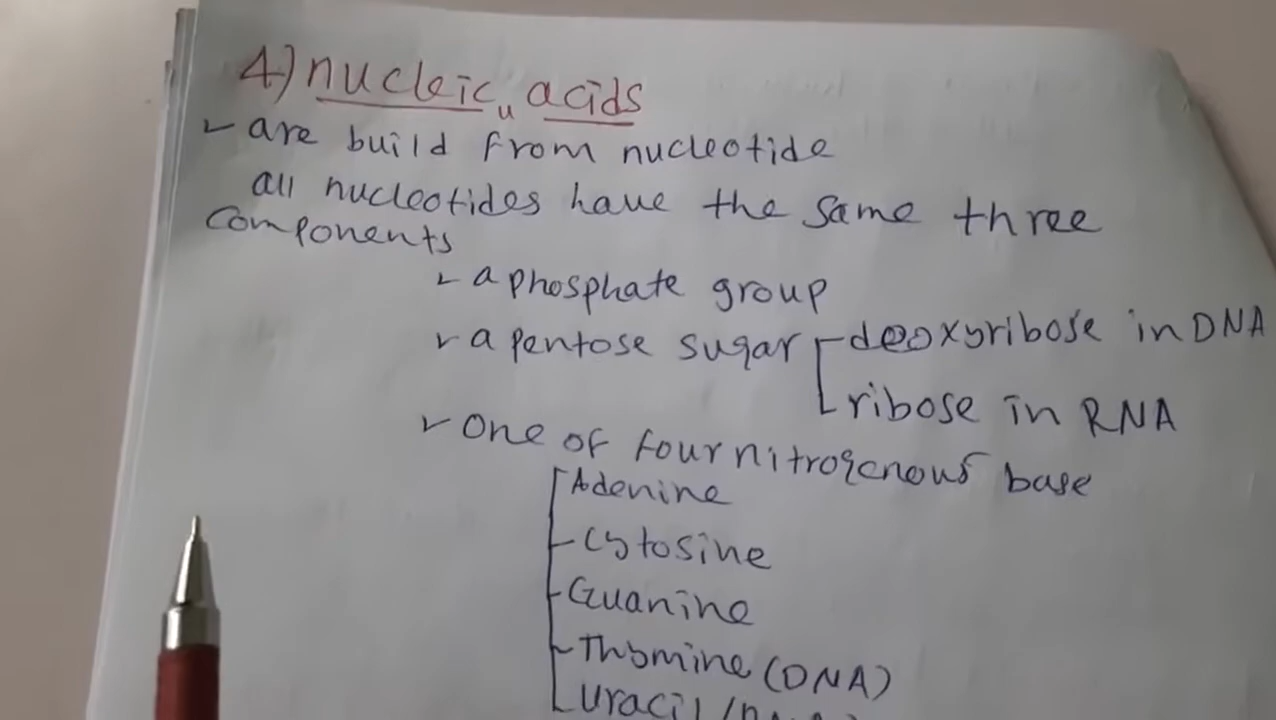 4) nucleic acids
are build from nucleotide
all nucleotides have the same three
components
a phosphate group
a pentose sugar deoxyribose in DNA
ribose in RNA
one of four nitrogenous base
Adenine
Cytosine
Guanine
Thymine (DNA)
Uracil